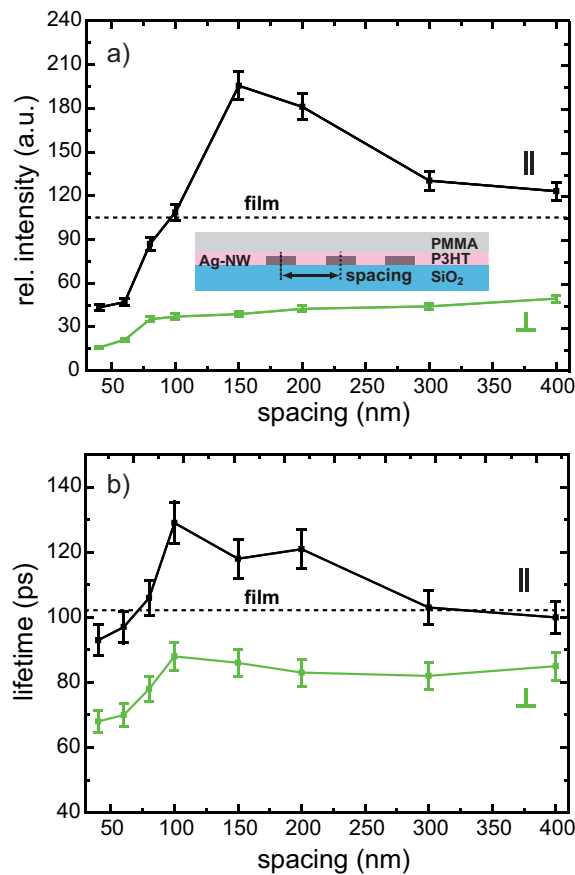 a)
rel. intensity (a.u.)
240
210
180
150
120
90
60
30
0
||
film
PMMA
Ag-NW
P3HT
spacing
SiO₂
⊥
50 100 150 200 250 300 350 400
spacing (nm)
b)
lifetime (ps)
140
120
100
80
60
40
||
film
⊥
50 100 150 200 250 300 350 400
spacing (nm)